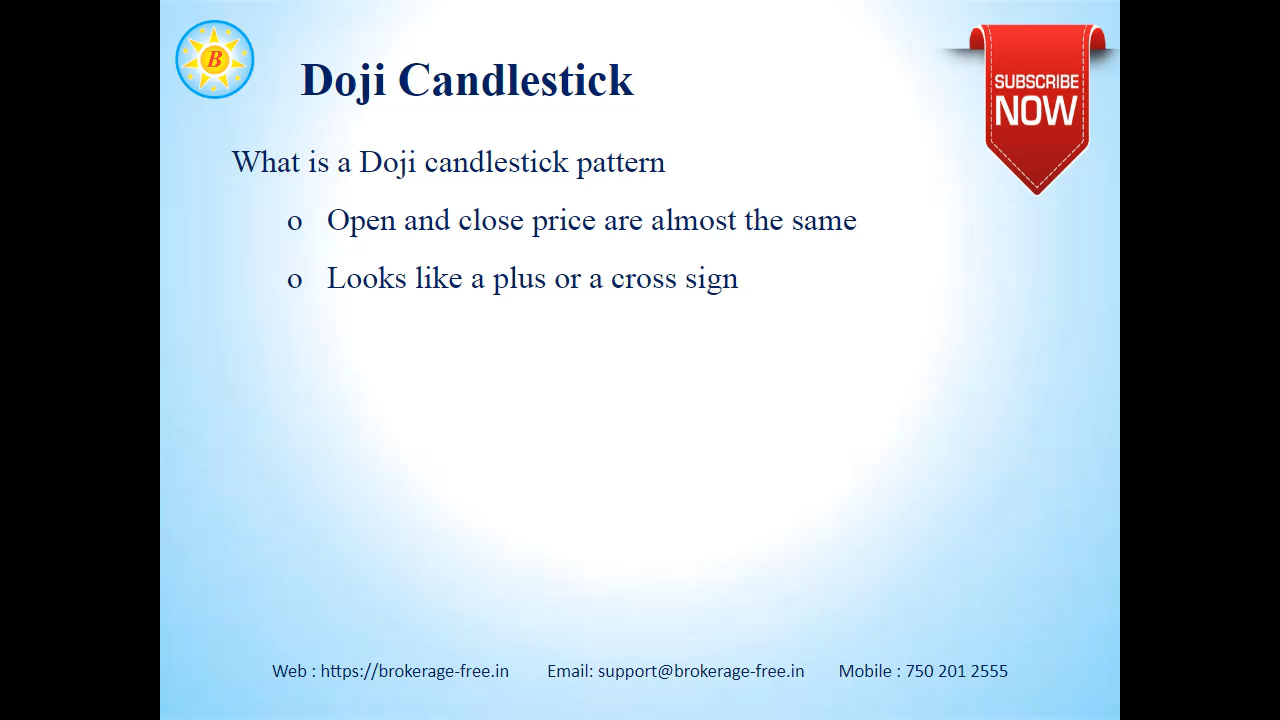 B
Doji Candlestick
SUBSCRIBE
NOW
What is a Doji candlestick pattern
o Open and close price are almost the same
o Looks like a plus or a cross sign
Web : https://brokerage-free.in Email: support@brokerage-free.in Mobile : 750 201 2555